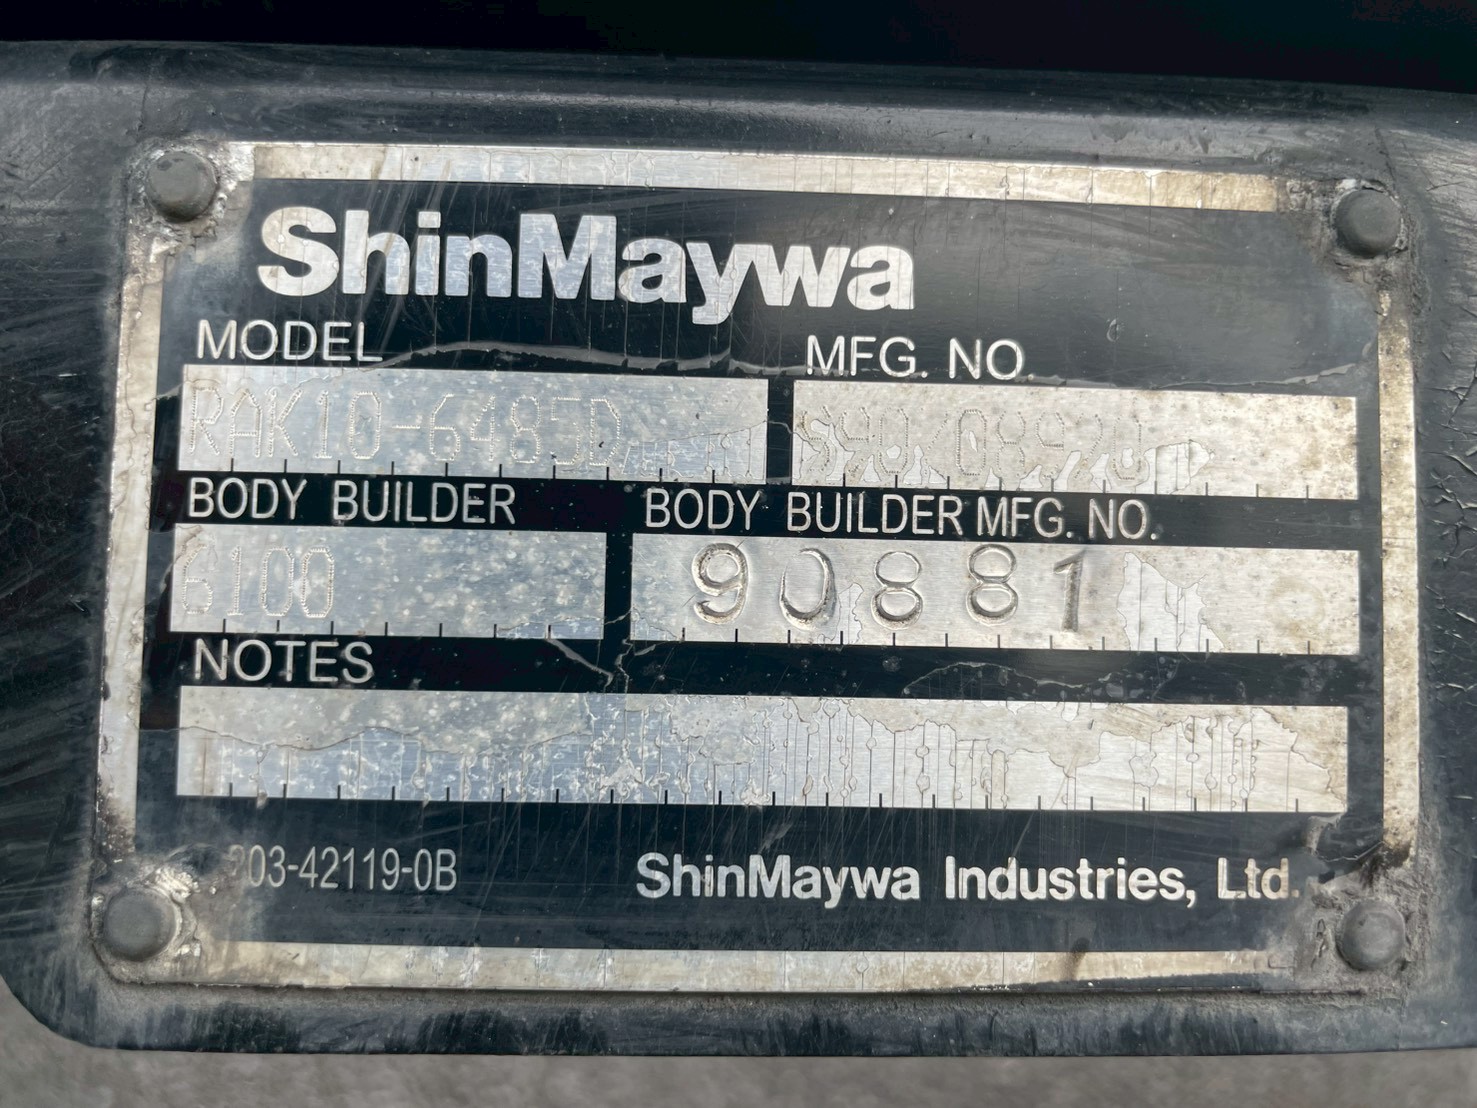 ShinMaywa
MODEL MFG. NO.
RAK10-6485D
BODY BUILDER BODY BUILDER MFG. NO.
6100 90881
NOTES
203-42119-0B ShinMaywa Industries, Ltd.